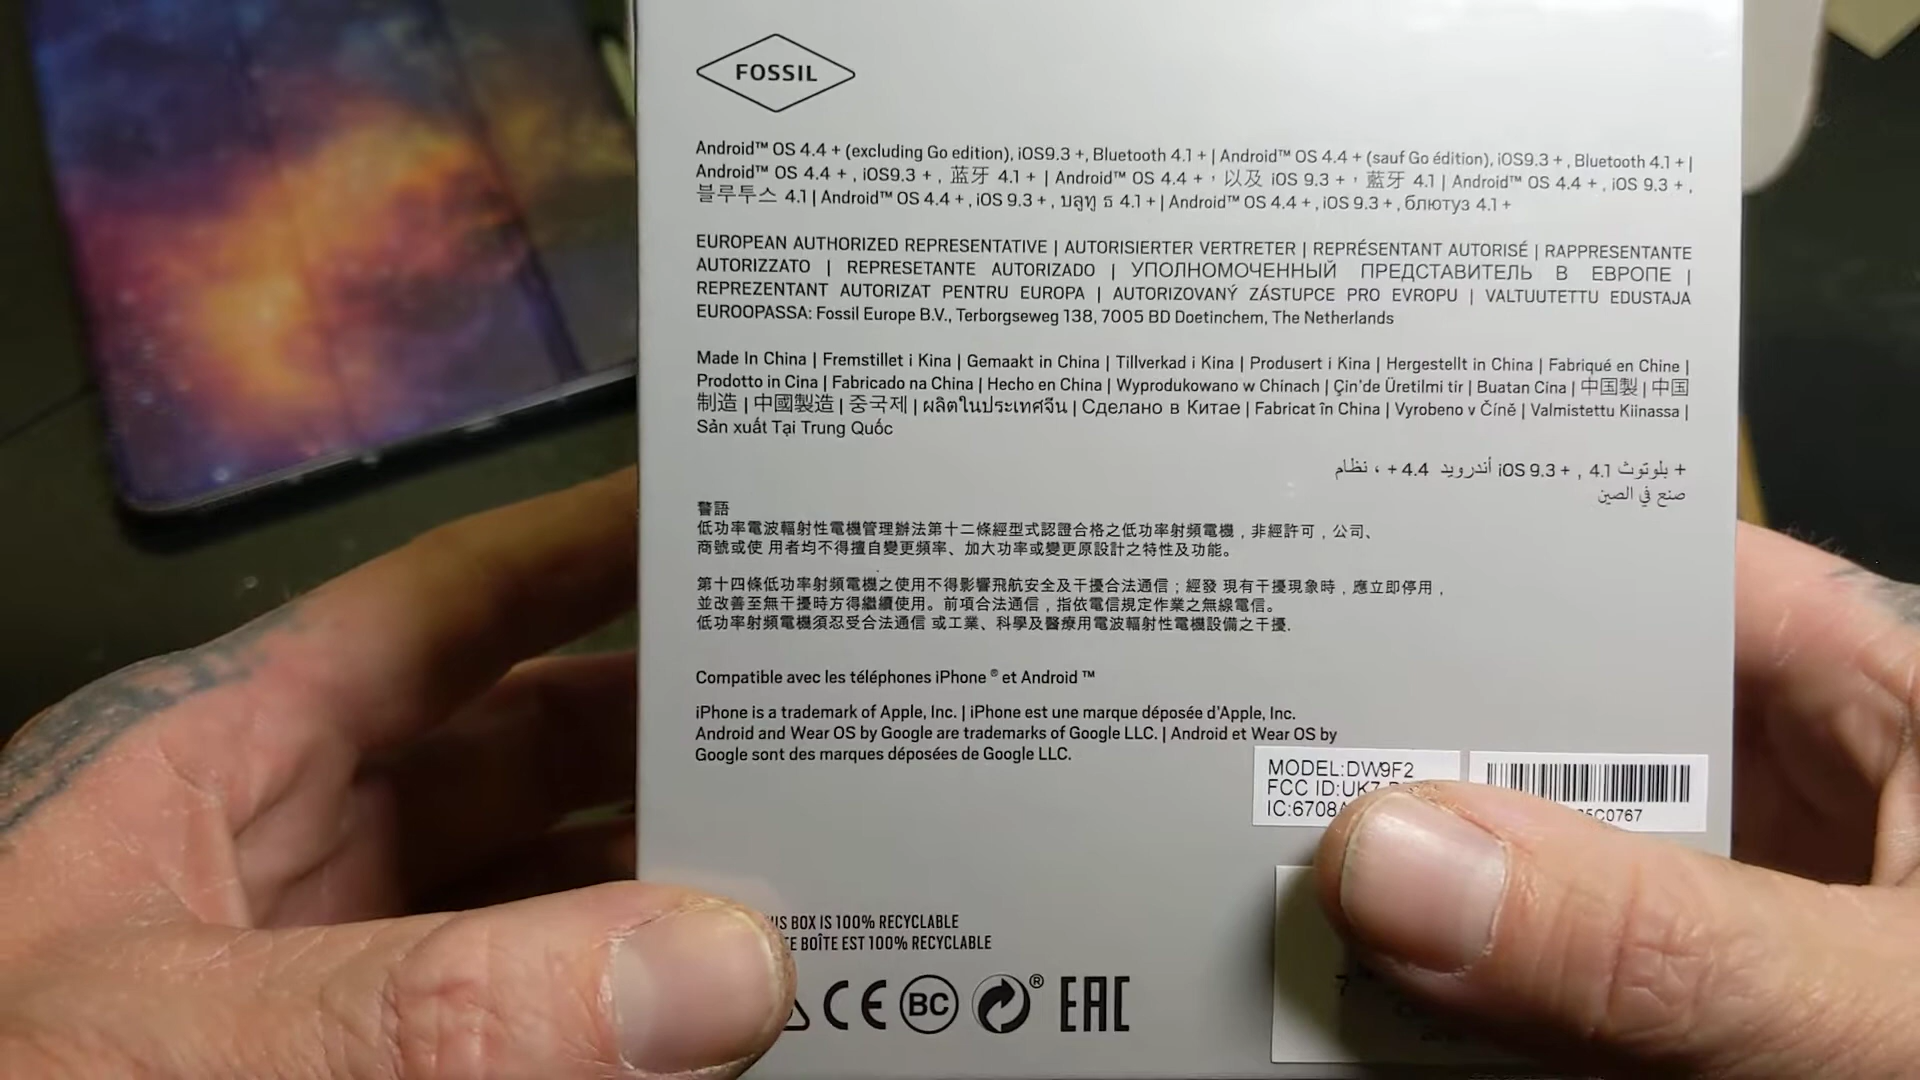 FOSSIL
Android™ OS 4.4 + (excluding Go edition), iOS9.3 +, Bluetooth 4.1 + | Android™ OS 4.4 + (sauf Go édition), iOS9.3 + , Bluetooth 4.1 + |
Android™ OS 4.4 + , iOS9.3 + , 蓝牙 4.1 + | Android™ OS 4.4 +，以及 iOS 9.3 +，藍牙 4.1 | Android™ OS 4.4 + , iOS 9.3 + ,
블루투스 4.1 | Android™ OS 4.4 + , iOS 9.3 + , บลูทู ธ 4.1 + | Android™ OS 4.4 + , iOS 9.3 + , блютуз 4.1 +
EUROPEAN AUTHORIZED REPRESENTATIVE | AUTORISIERTER VERTRETER | REPRÉSENTANT AUTORISÉ | RAPPRESENTANTE
AUTORIZZATO | REPRESETANTE AUTORIZADO | УПОЛНОМОЧЕННЫЙ ПРЕДСТАВИТЕЛЬ В ЕВРОПЕ |
REPREZENTANT AUTORIZAT PENTRU EUROPA | AUTORIZOVANÝ ZÁSTUPCE PRO EVROPU | VALTUUTETTU EDUSTAJA
EUROOPASSA: Fossil Europe B.V., Terborgseweg 138, 7005 BD Doetinchem, The Netherlands
Made In China | Fremstillet i Kina | Gemaakt in China | Tillverkad i Kina | Produsert i Kina | Hergestellt in China | Fabriqué en Chine |
Prodotto in Cina | Fabricado na China | Hecho en China | Wyprodukowano w Chinach | Çin'de Üretilmi tir | Buatan Cina | 中国製 | 中国
制造 | 中國製造 | 중국제 | ผลิตในประเทศจีน | Сделано в Китае | Fabricat în China | Vyrobeno v Číně | Valmistettu Kiinassa |
Sản xuất Tại Trung Quốc
+ بلوتوث 4.1 , + iOS 9.3 أندرويد 4.4 + ، نظام
صنع في الصين
警語
低功率電波輻射性電機管理辦法第十二條經型式認證合格之低功率射頻電機，非經許可，公司、
商號或使 用者均不得擅自變更頻率、加大功率或變更原設計之特性及功能。
第十四條低功率射頻電機之使用不得影響飛航安全及干擾合法通信；經發 現有干擾現象時，應立即停用，
並改善至無干擾時方得繼續使用。前項合法通信，指依電信規定作業之無線電信。
低功率射頻電機須忍受合法通信 或工業、科學及醫療用電波輻射性電機設備之干擾.
Compatible avec les téléphones iPhone ® et Android ™
iPhone is a trademark of Apple, Inc. | iPhone est une marque déposée d'Apple, Inc.
Android and Wear OS by Google are trademarks of Google LLC. | Android et Wear OS by
Google sont des marques déposées de Google LLC.
MODEL:DW9F2
FCC ID:UK7
IC:6708
5C0767
BOX IS 100% RECYCLABLE
BOÎTE EST 100% RECYCLABLE
CE BC ® EAC
7